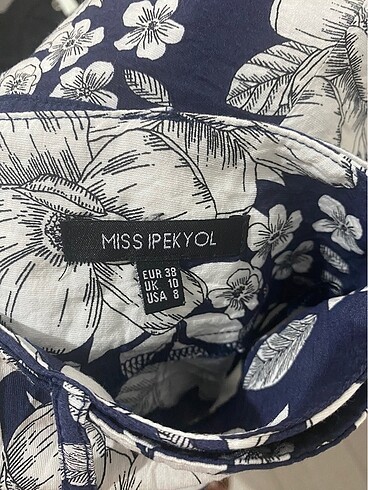 MISS IPEKYOL
EUR 38
UK 10
USA 8